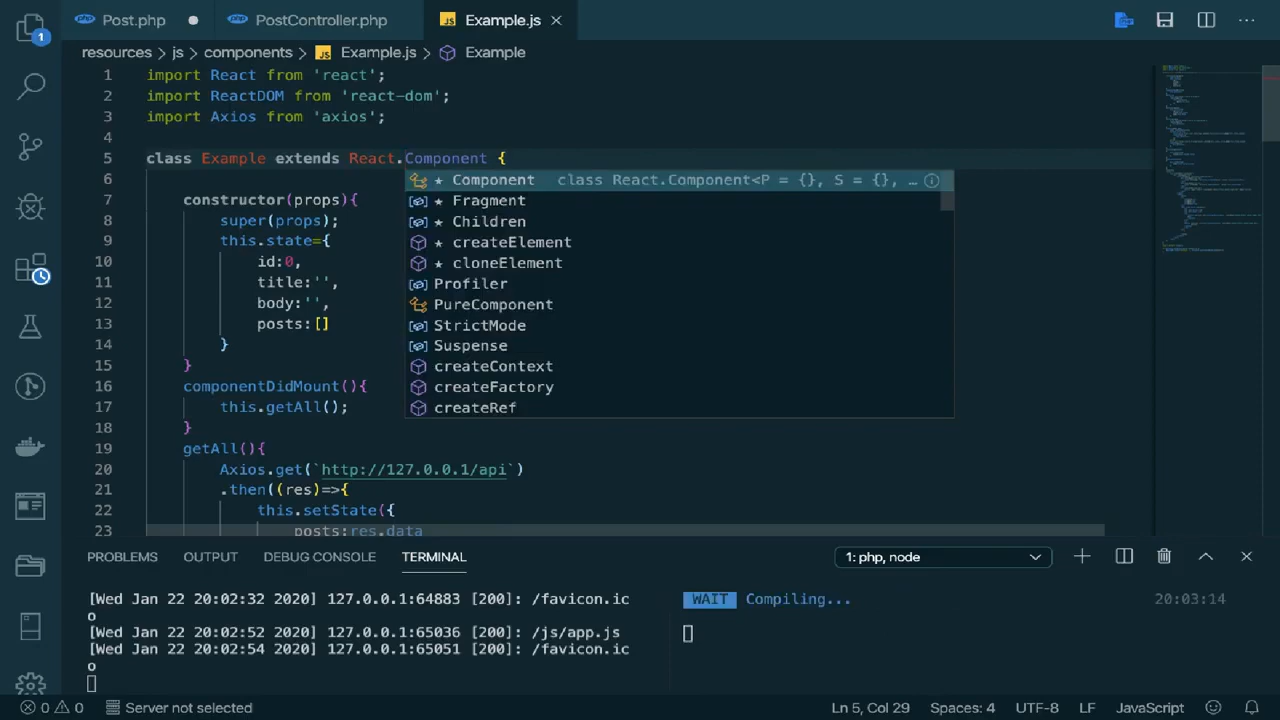 Post.php
PostController.php
JS Example.js
resources > js > components > JS Example.js > Example
1 import React from 'react';
2 import ReactDOM from 'react-dom';
3 import Axios from 'axios';
4
5 class Example extends React.Component {
6
7 constructor(props){
8 super(props);
9 this.state={
10 id:0,
11 title:'',
12 body:'',
13 posts:[]
14 }
15 }
16 componentDidMount(){
17 this.getAll();
18 }
19 getAll(){
20 Axios.get(`http://127.0.0.1/api`)
21 .then((res)=>{
22 this.setState({
23 posts:res.data
★ Component class React.Component<P = {}, S = {}, …
★ Fragment
★ Children
★ createElement
★ cloneElement
Profiler
PureComponent
StrictMode
Suspense
createContext
createFactory
createRef
PROBLEMS OUTPUT DEBUG CONSOLE TERMINAL 1: php, node
[Wed Jan 22 20:02:32 2020] 127.0.0.1:64883 [200]: /favicon.ic
o
[Wed Jan 22 20:02:52 2020] 127.0.0.1:65036 [200]: /js/app.js
[Wed Jan 22 20:02:54 2020] 127.0.0.1:65051 [200]: /favicon.ic
o
WAIT Compiling... 20:03:14
0 0 Server not selected Ln 5, Col 29 Spaces: 4 UTF-8 LF JavaScript